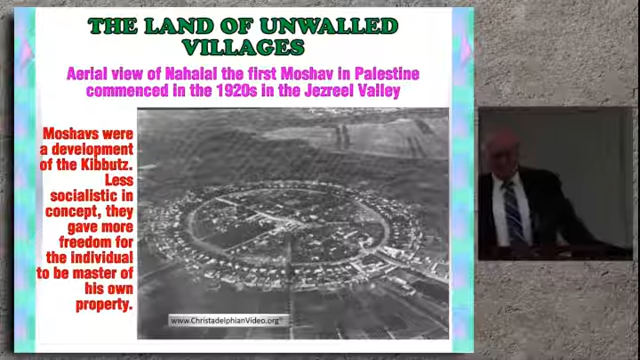 THE LAND OF UNWALLED
VILLAGES
Aerial view of Nahalal the first Moshav in Palestine
commenced in the 1920s in the Jezreel Valley
Moshavs were
a development
of the Kibbutz.
Less
socialistic in
concept, they
gave more
freedom for
the individual
to be master of
his own
property.
www.ChristadelphianVideo.org